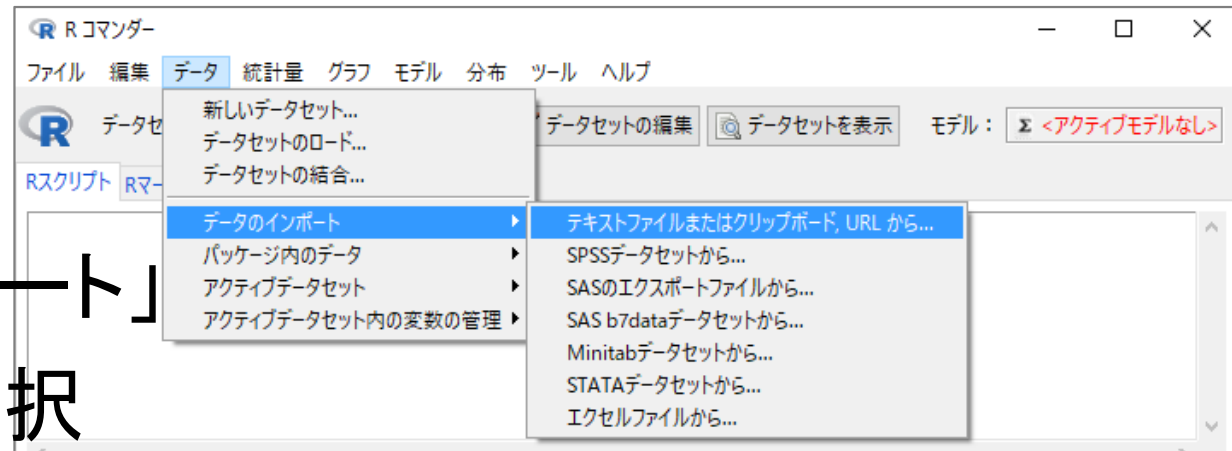 R コマンダー
ファイル 編集 データ 統計量 グラフ モデル 分布 ツール ヘルプ
データセ
データセットの編集 データセットを表示 モデル: Σ <アクティブモデルなし>
Rスクリプト Rマー
新しいデータセット...
データセットのロード...
データセットの結合...
データのインポート
パッケージ内のデータ
アクティブデータセット
アクティブデータセット内の変数の管理
テキストファイルまたはクリップボード, URL から...
SPSSデータセットから...
SASのエクスポートファイルから...
SAS b7dataデータセットから...
Minitabデータセットから...
STATAデータセットから...
エクセルファイルから...
ート」
択